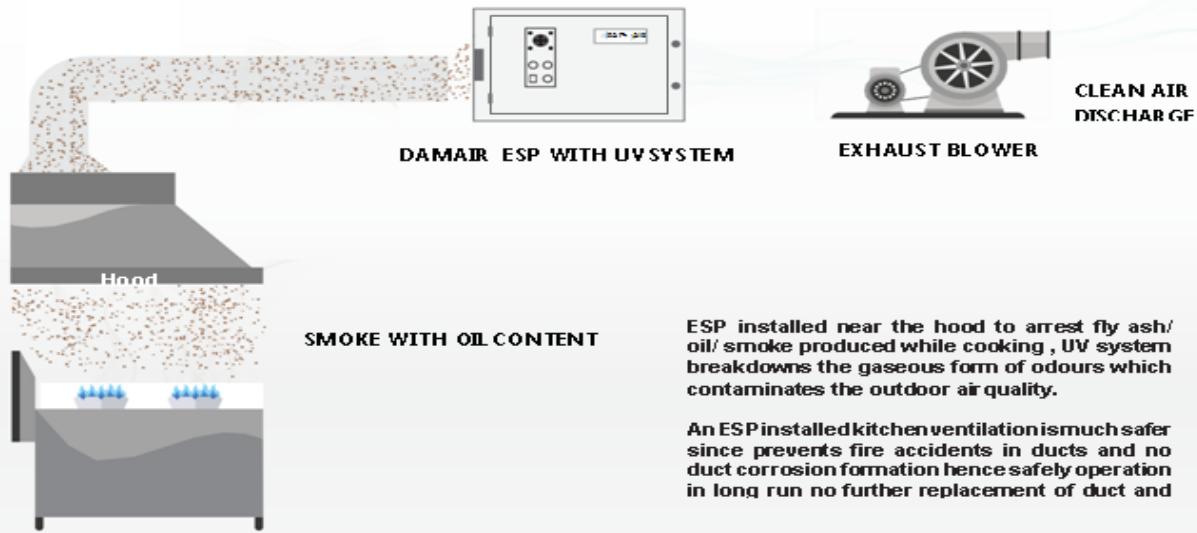 DAMAIR ESP WITH UV SYSTEM
EXHAUST BLOWER
CLEAN AIR
DISCHARGE
Hood
SMOKE WITH OIL CONTENT
ESP installed near the hood to arrest fly ash/
oil/ smoke produced while cooking , UV system
breakdowns the gaseous form of odours which
contaminates the outdoor air quality.
An ESP installed kitchen ventilation is much safer
since prevents fire accidents in ducts and no
duct corrosion formation hence safely operation
in long run no further replacement of duct and